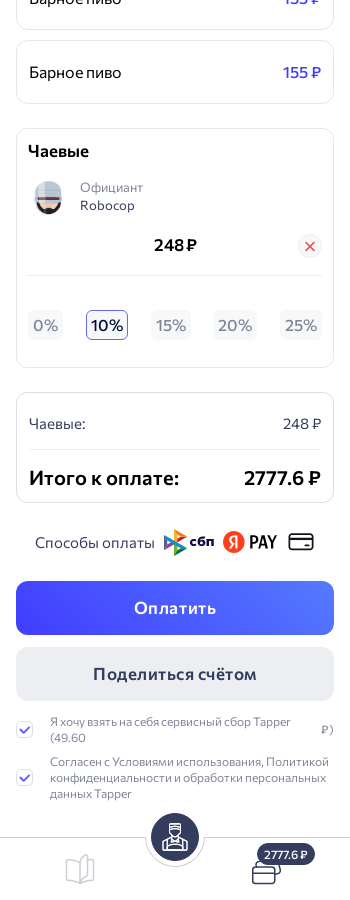 Барное пиво 155 ₽
Барное пиво 155 ₽
Чаевые
Официант
Robocop
248 ₽
0% 10% 15% 20% 25%
Чаевые: 248 ₽
Итого к оплате: 2777.6 ₽
Способы оплаты сбп Я PAY
Оплатить
Поделиться счётом
Я хочу взять на себя сервисный сбор Tapper
(49.60 ₽)
Согласен с Условиями использования, Политикой
конфиденциальности и обработки персональных
данных Tapper
2777.6 ₽